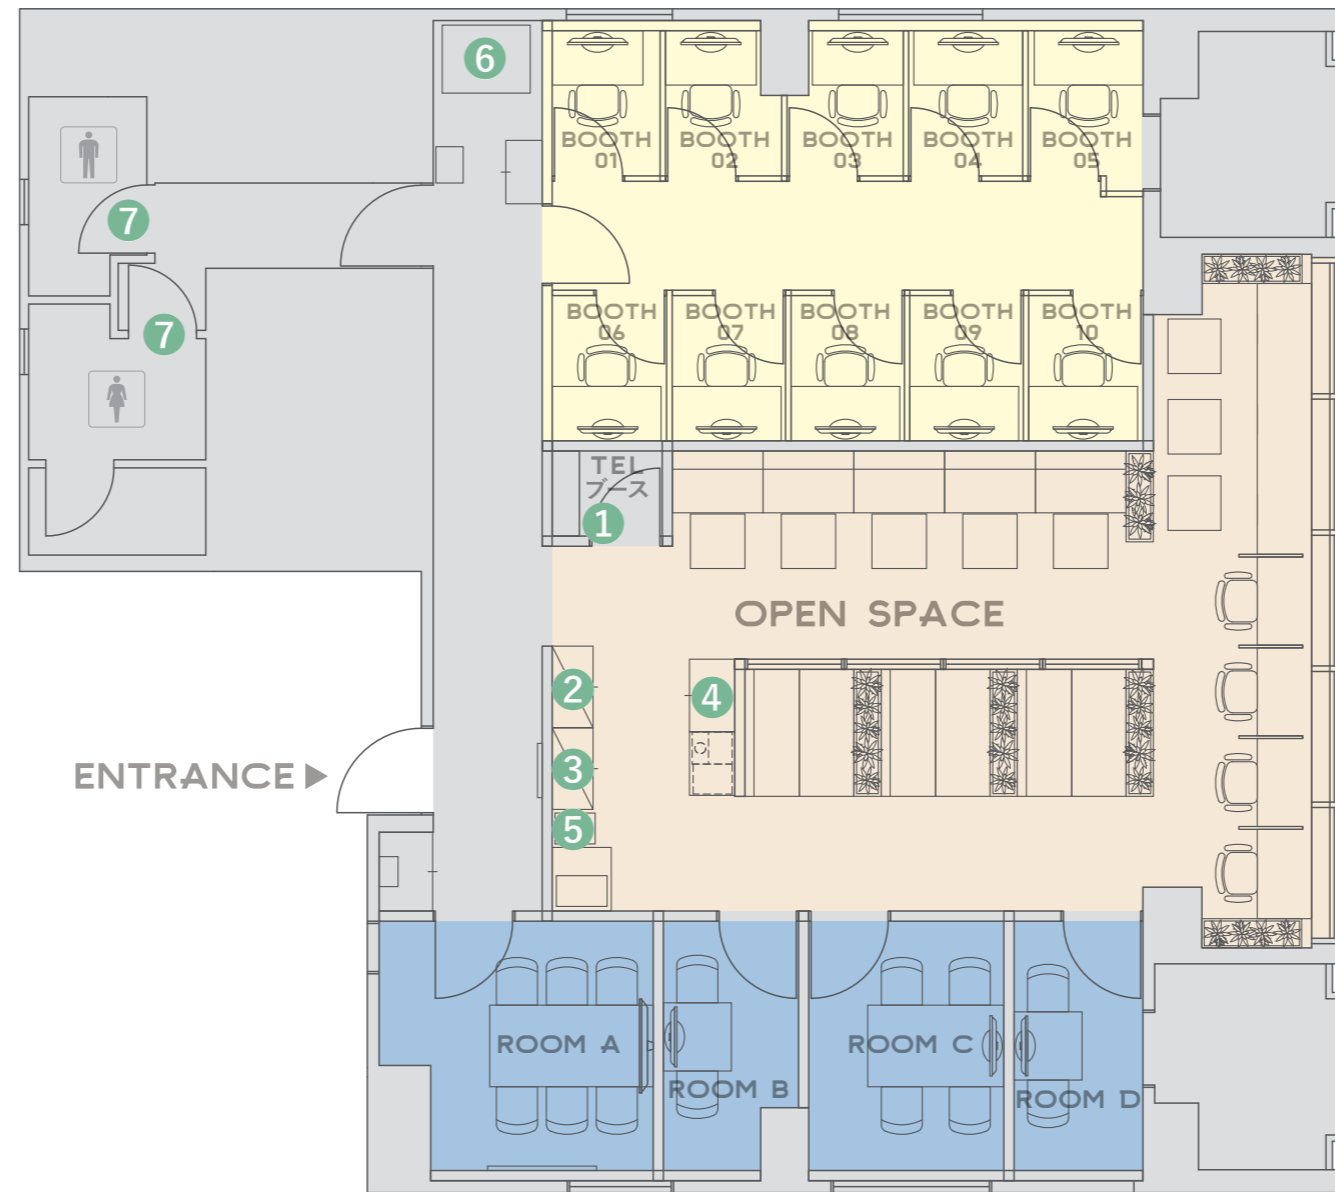 6
BOOTH
01
BOOTH
02
BOOTH
03
BOOTH
04
BOOTH
05
7
7
BOOTH
06
BOOTH
07
BOOTH
08
BOOTH
09
BOOTH
10
TEL
ブース
1
OPEN SPACE
2
4
3
ENTRANCE ▶
5
ROOM A
ROOM B
ROOM C
ROOM D